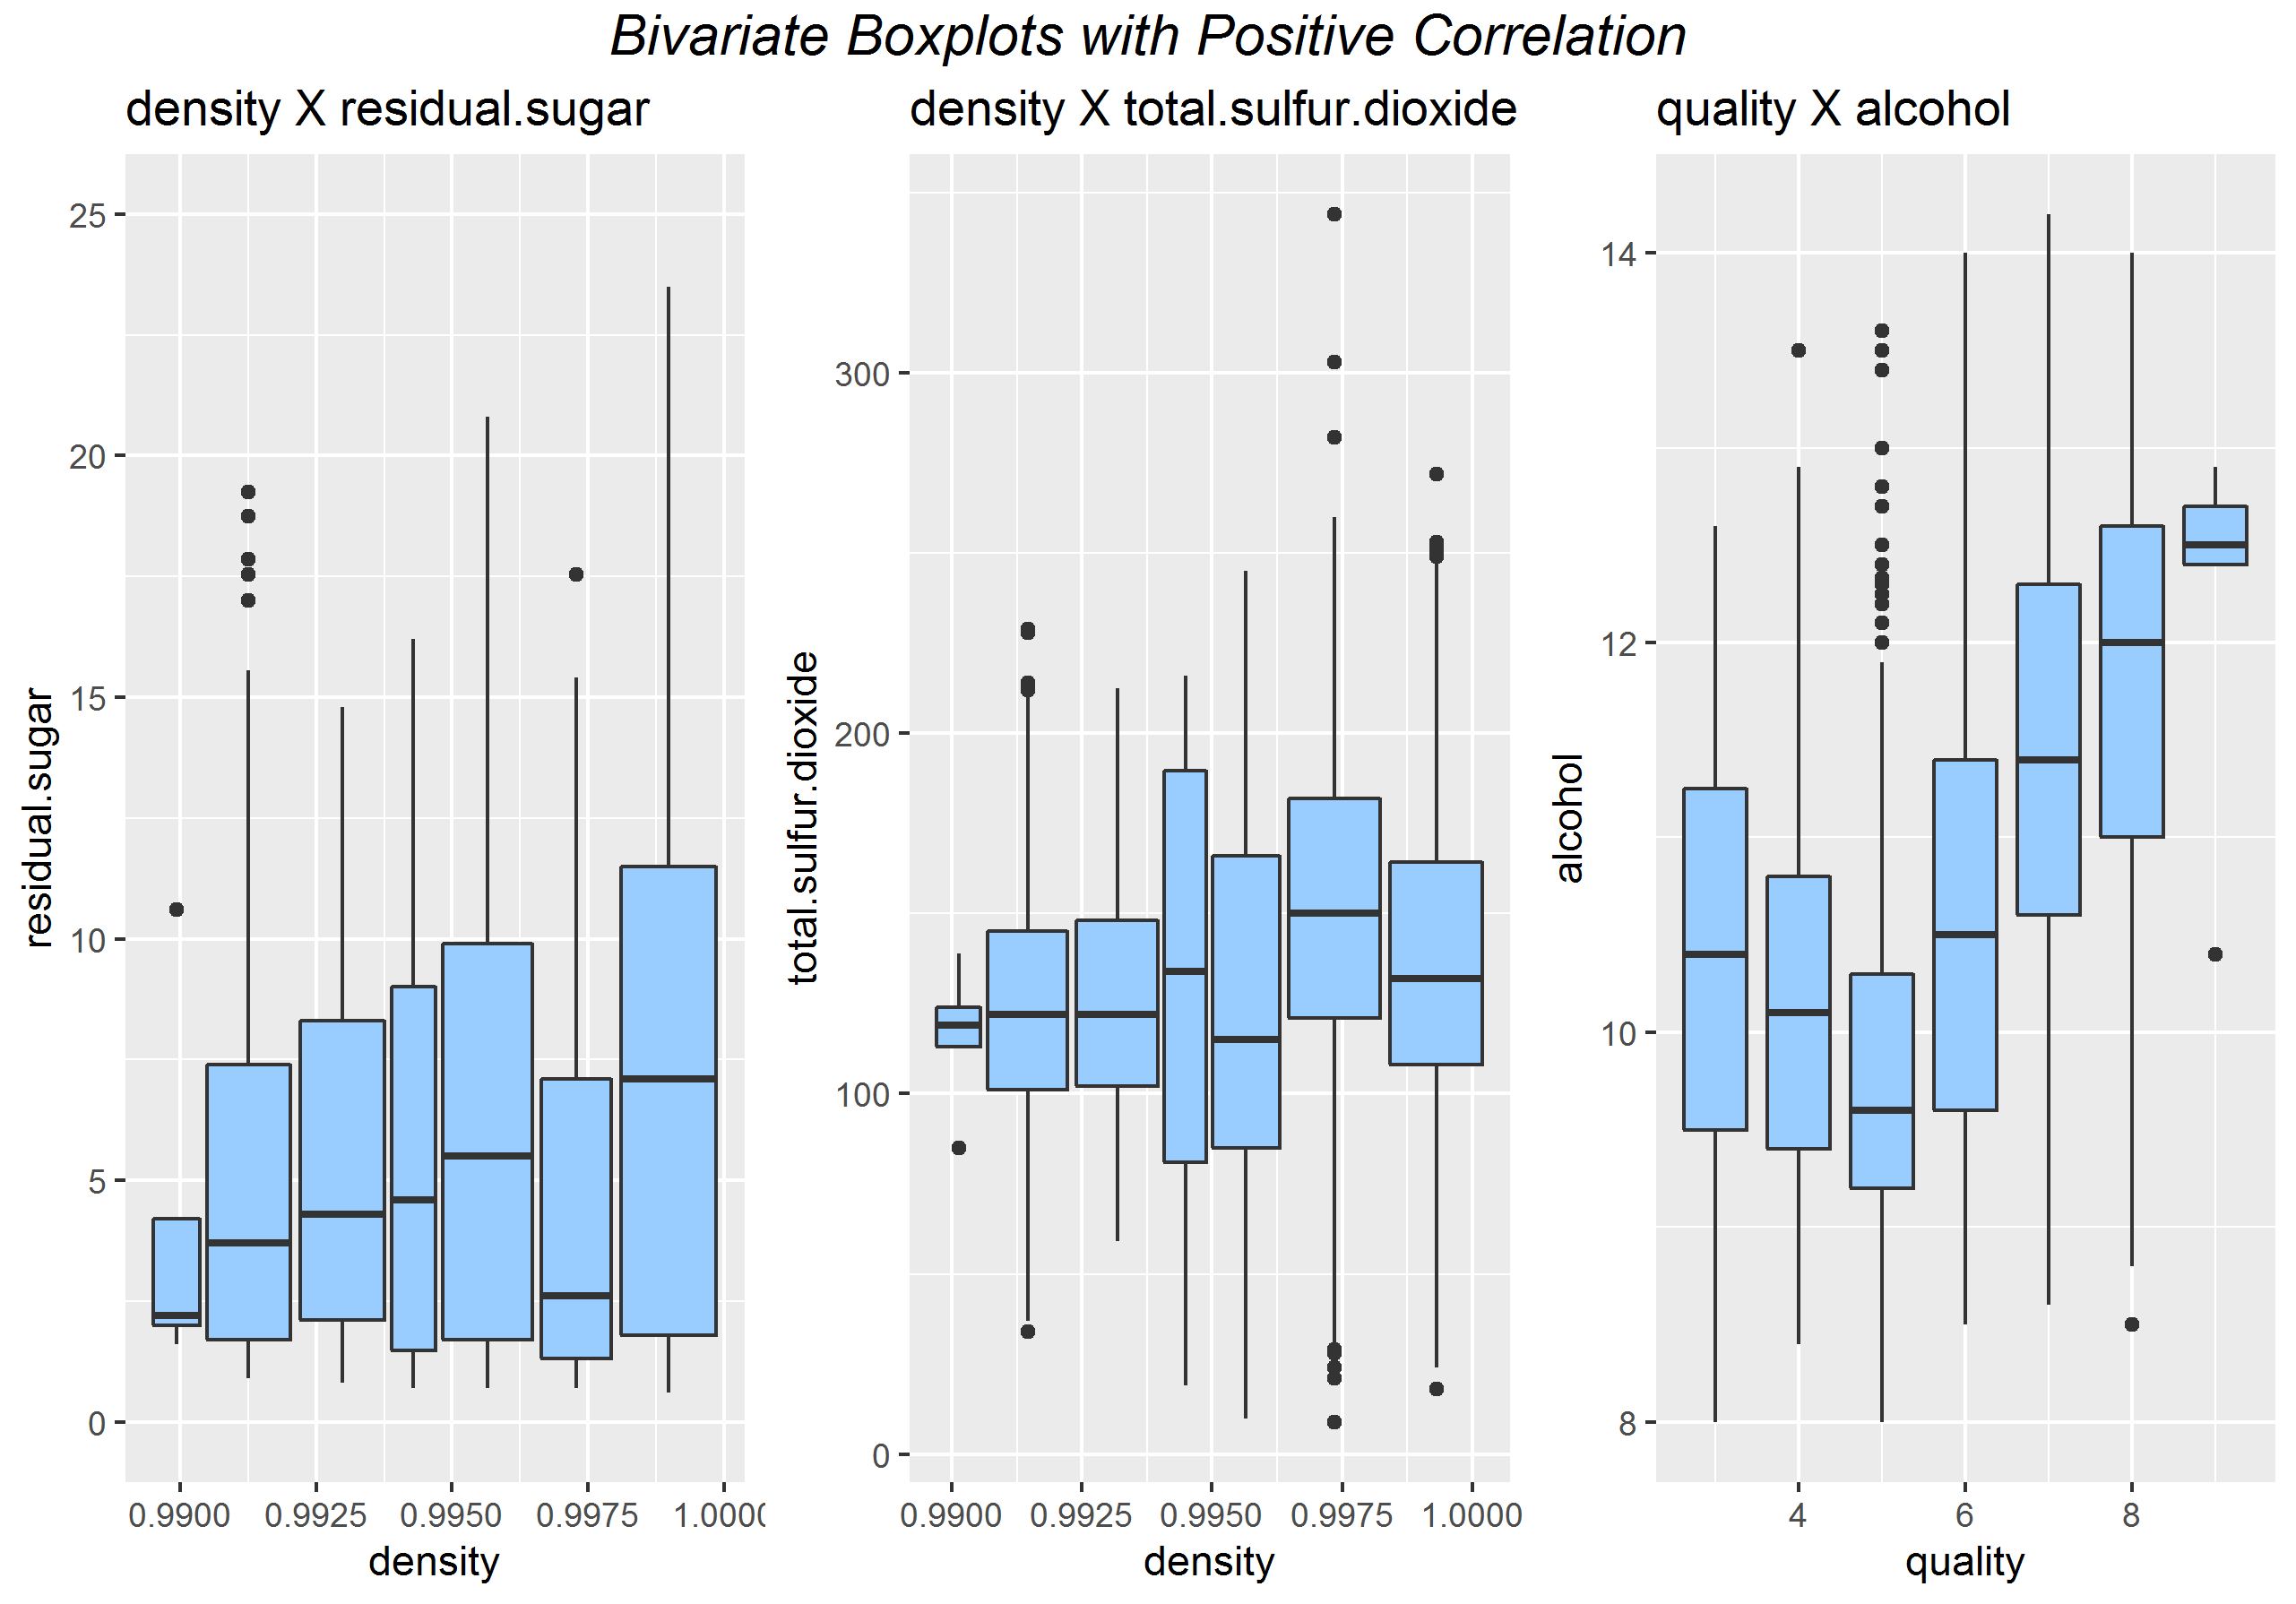 Bivariate Boxplots with Positive Correlation
density X residual.sugar
residual.sugar
25
20
15
10
5
0
0.9900 0.9925 0.9950 0.9975 1.000
density
density X total.sulfur.dioxide
total.sulfur.dioxide
300
200
100
0
0.9900 0.9925 0.9950 0.9975 1.0000
density
quality X alcohol
alcohol
14
12
10
8
4 6 8
quality